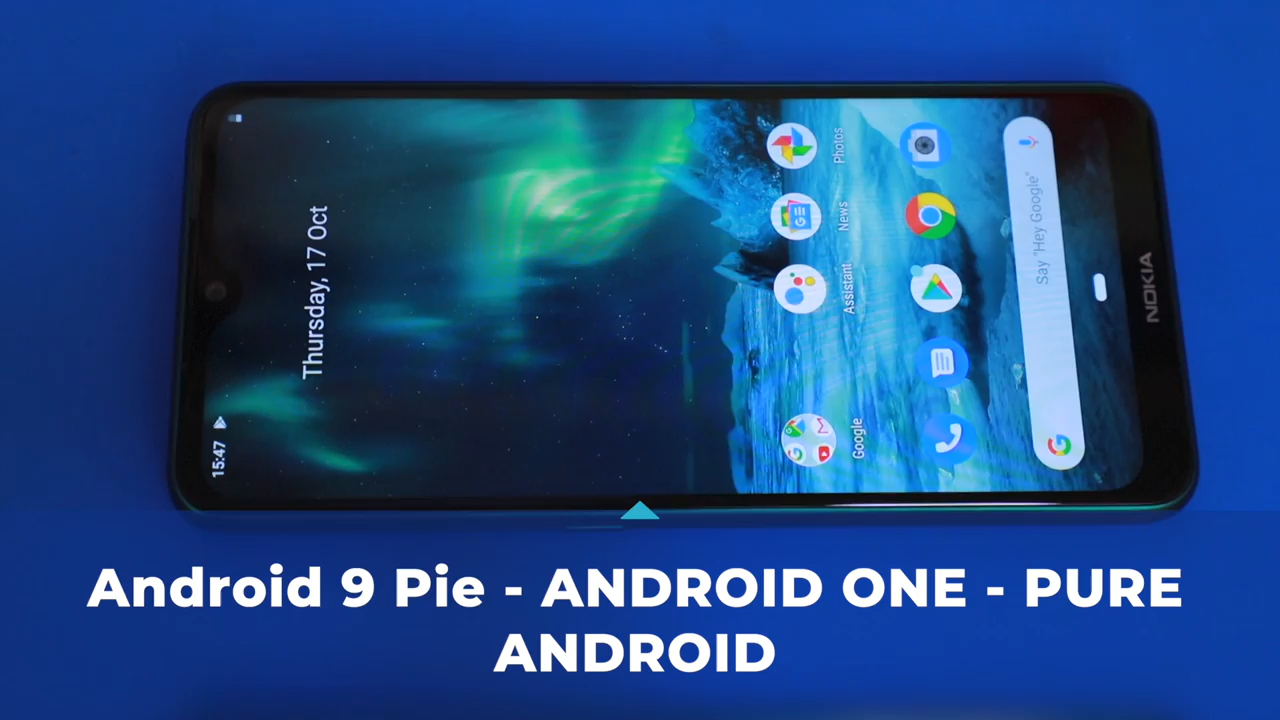 15:47
Thursday, 17 Oct
Photos
News
Assistant
Google
Say "Hey Google"
NOKIA
Android 9 Pie - ANDROID ONE - PURE
ANDROID